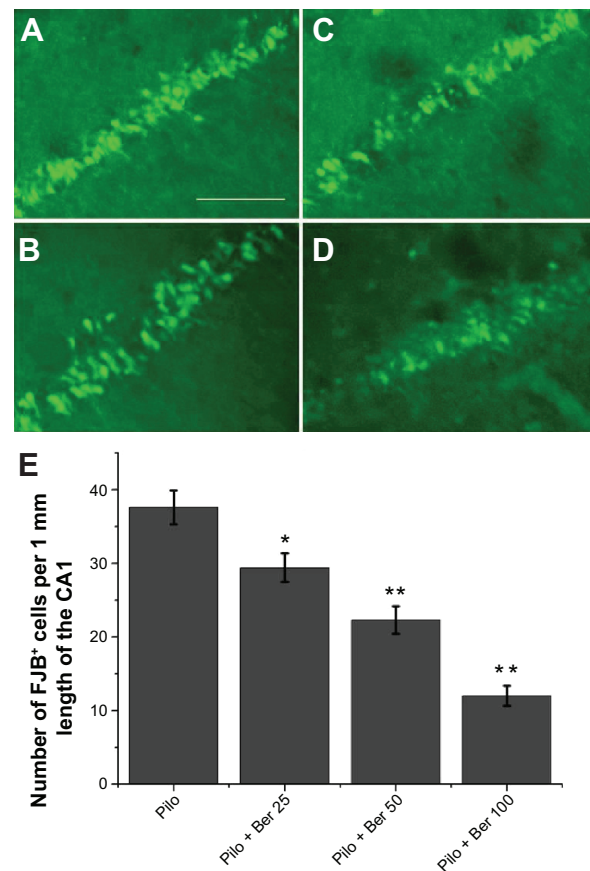 A
C
B
D
E
Number of FJB⁺ cells per 1 mm
length of the CA1
40
30
20
10
0
*
**
**
Pilo
Pilo + Ber 25
Pilo + Ber 50
Pilo + Ber 100